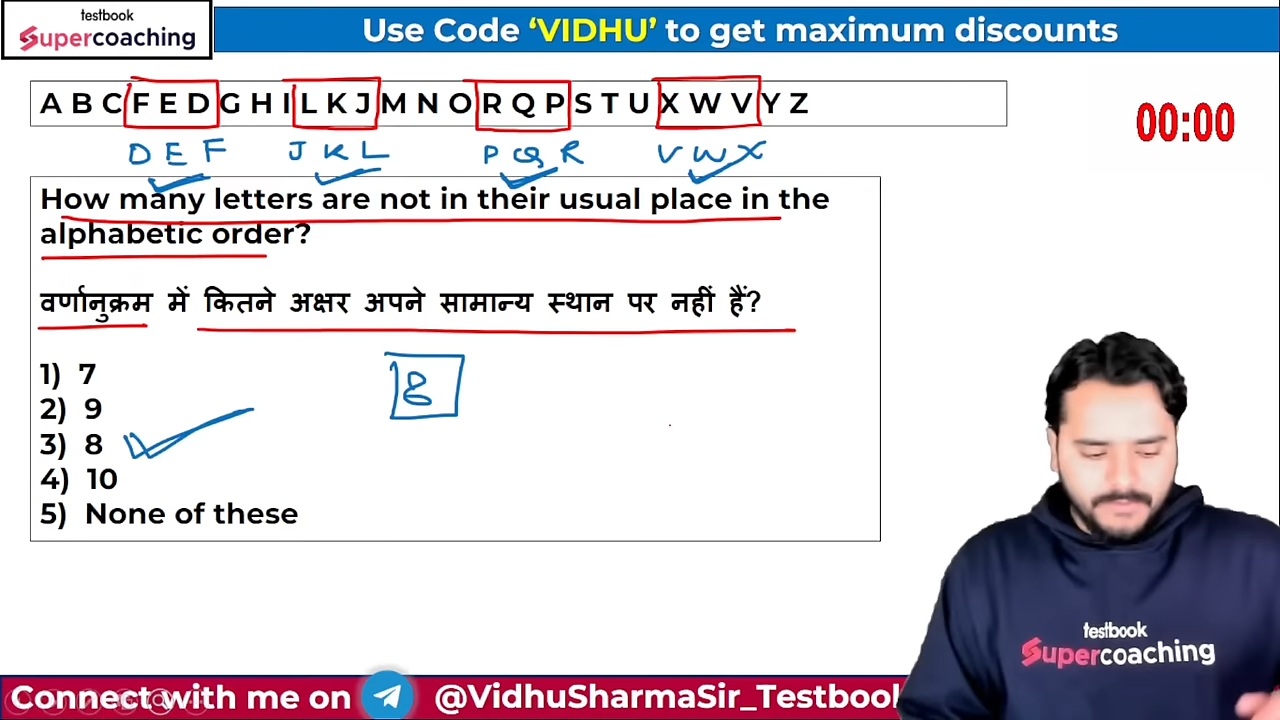 testbook
Supercoaching
Use Code ‘VIDHU’ to get maximum discounts
A B C F E D G H I L K J M N O R Q P S T U X W V Y Z
00:00
D E F J K L P Q R V W X
How many letters are not in their usual place in the
alphabetic order?
वर्णानुक्रम में कितने अक्षर अपने सामान्य स्थान पर नहीं हैं?
1) 7
2) 9
3) 8
4) 10
5) None of these
8
testbook
Supercoaching
Connect with me on @VidhuSharmaSir_Testbook